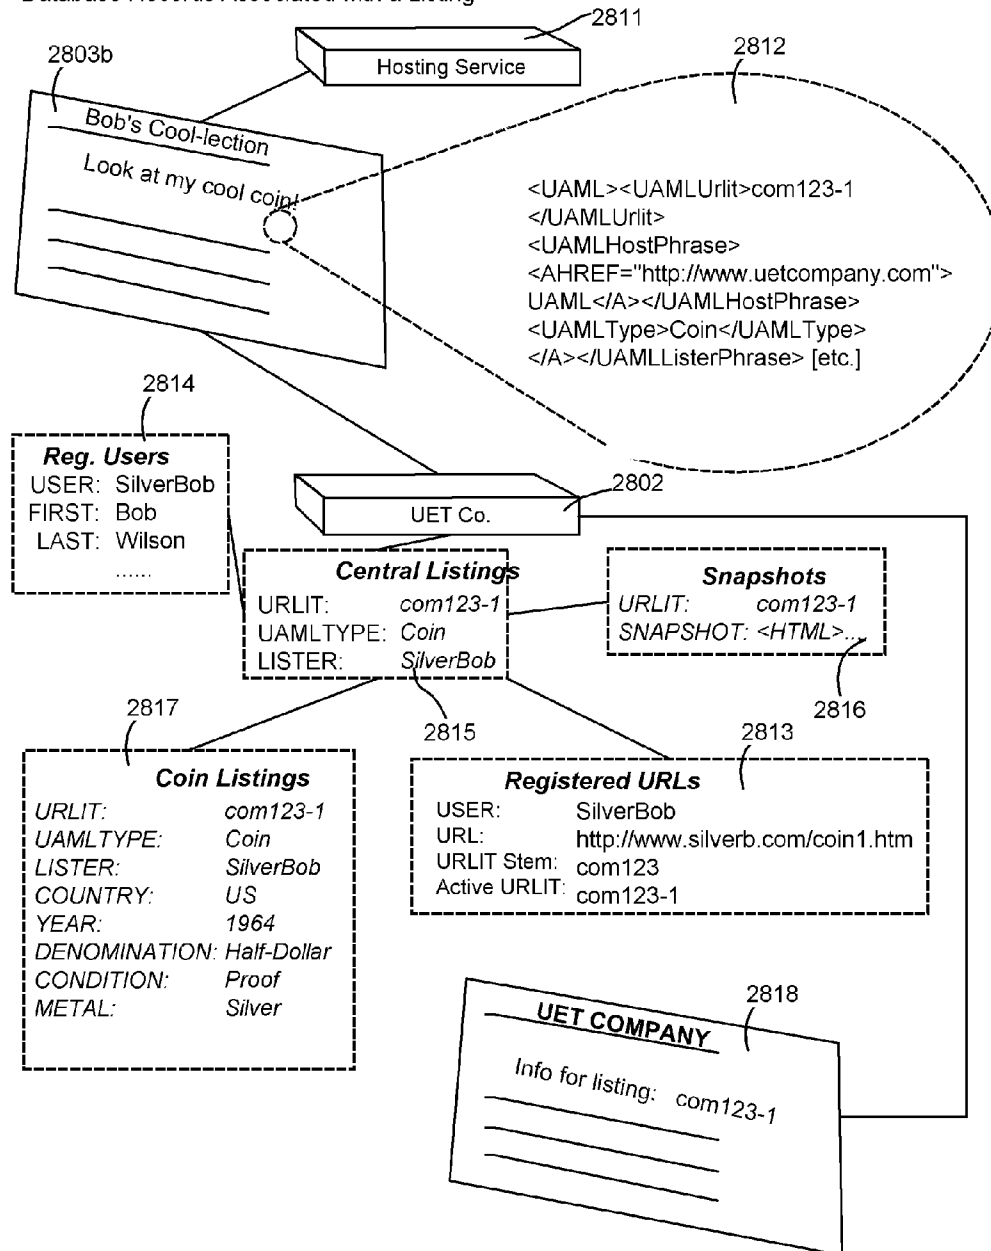 Database Records Associated with a Listing
2811
Hosting Service
2803b
2812
Bob's Cool-lection
Look at my cool coin!
<UAML><UAMLUrlit>com123-1
</UAMLUrlit>
<UAMLHostPhrase>
<AHREF="http://www.uetcompany.com">
UAML</A></UAMLHostPhrase>
<UAMLType>Coin</UAMLType>
</A></UAMLListerPhrase> [etc.]
2814
Reg. Users
USER: SilverBob
FIRST: Bob
LAST: Wilson
......
2802
UET Co.
Central Listings
URLIT: com123-1
UAMLTYPE: Coin
LISTER: SilverBob
2815
Snapshots
URLIT: com123-1
SNAPSHOT: <HTML>....
2816
2817
Coin Listings
URLIT: com123-1
UAMLTYPE: Coin
LISTER: SilverBob
COUNTRY: US
YEAR: 1964
DENOMINATION: Half-Dollar
CONDITION: Proof
METAL: Silver
2813
Registered URLs
USER: SilverBob
URL: http://www.silverb.com/coin1.htm
URLIT Stem: com123
Active URLIT: com123-1
2818
UET COMPANY
Info for listing: com123-1